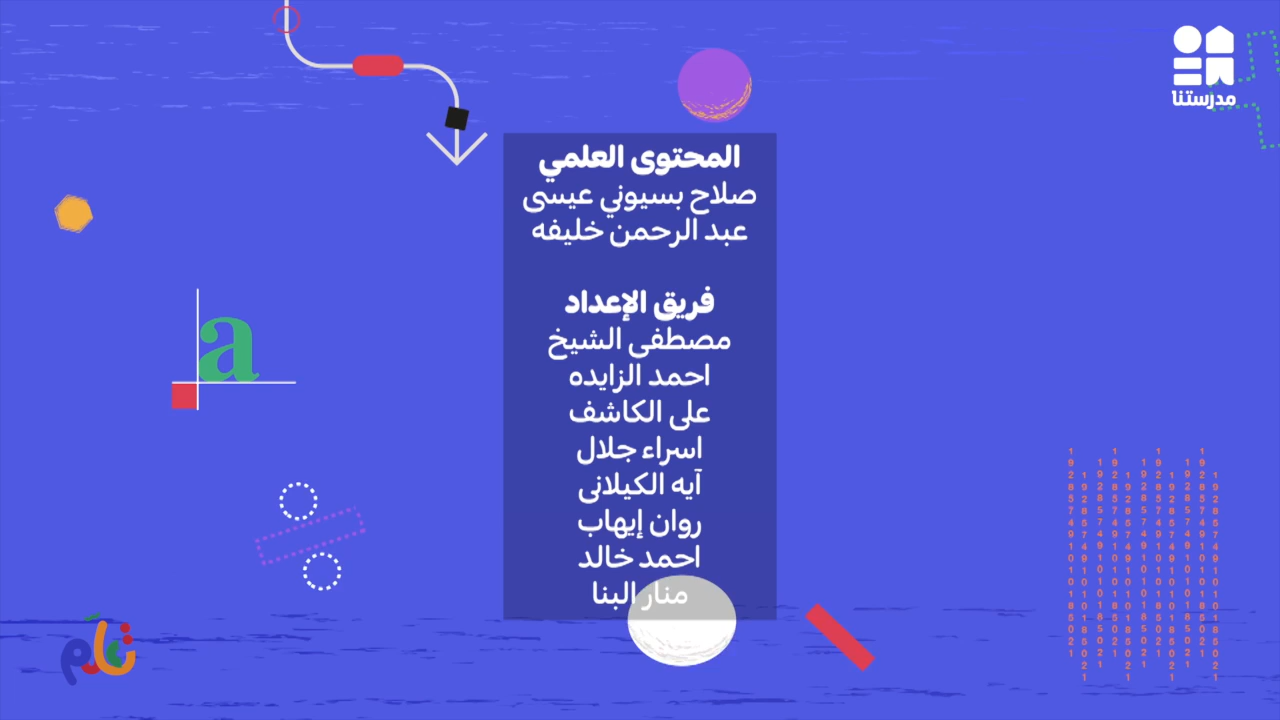 مدرستنا
المحتوى العلمي
صلاح بسيوني عيسى
عبد الرحمن خليفه
فريق الإعداد
مصطفى الشيخ
احمد الزايده
على الكاشف
اسراء جلال
آيه الكيلانى
روان إيهاب
احمد خالد
منار البنا
a